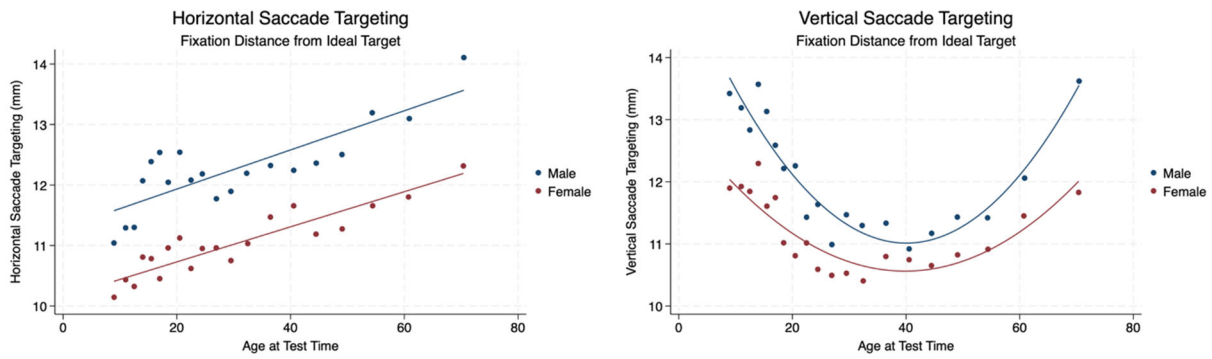 Horizontal Saccade Targeting
Fixation Distance from Ideal Target
Horizontal Saccade Targeting (mm)
14
13
12
11
10
0 20 40 60 80
Age at Test Time
Male
Female
Vertical Saccade Targeting
Fixation Distance from Ideal Target
Vertical Saccade Targeting (mm)
14
13
12
11
10
0 20 40 60 80
Age at Test Time
Male
Female